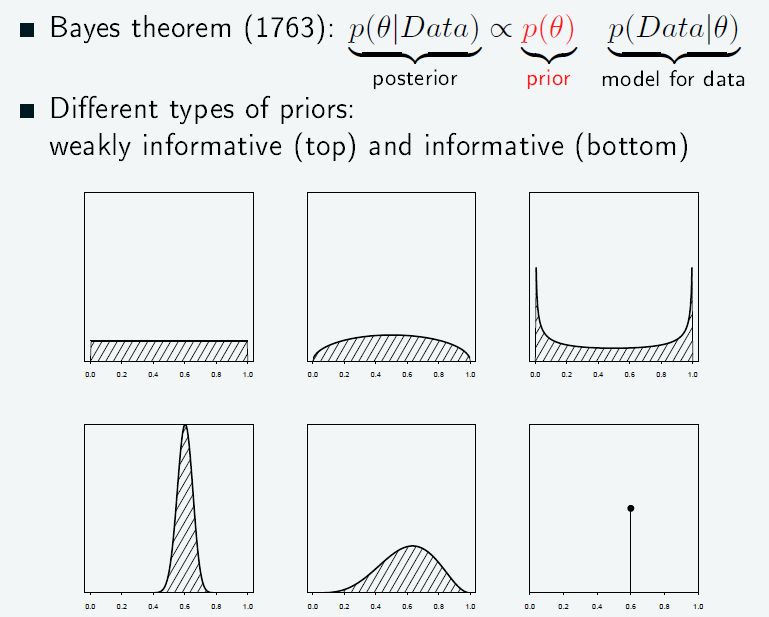 Bayes theorem (1763): p(θ|Data) ∝ p(θ) p(Data|θ)
posterior prior model for data
Different types of priors:
weakly informative (top) and informative (bottom)
0.0 0.2 0.4 0.6 0.8 1.0 0.0 0.2 0.4 0.6 0.8 1.0 0.0 0.2 0.4 0.6 0.8 1.0
0.0 0.2 0.4 0.6 0.8 1.0 0.0 0.2 0.4 0.6 0.8 1.0 0.0 0.2 0.4 0.6 0.8 1.0